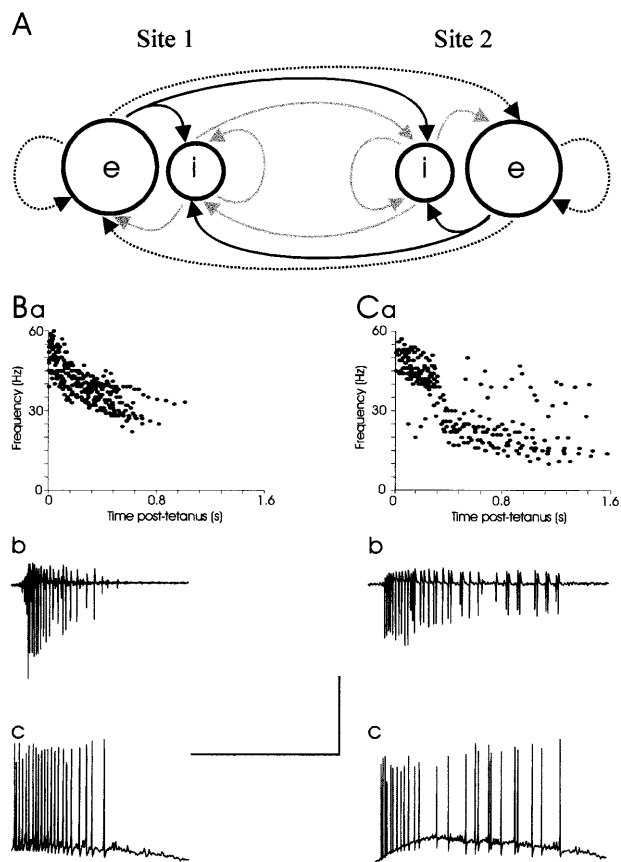 A
Site 1
Site 2
e
i
i
e
Ba
Ca
60
30
0
Frequency (Hz)
0
0.8
1.6
Time post-tetanus (s)
60
30
0
Frequency (Hz)
0
0.8
1.6
Time post-tetanus (s)
b
b
c
c